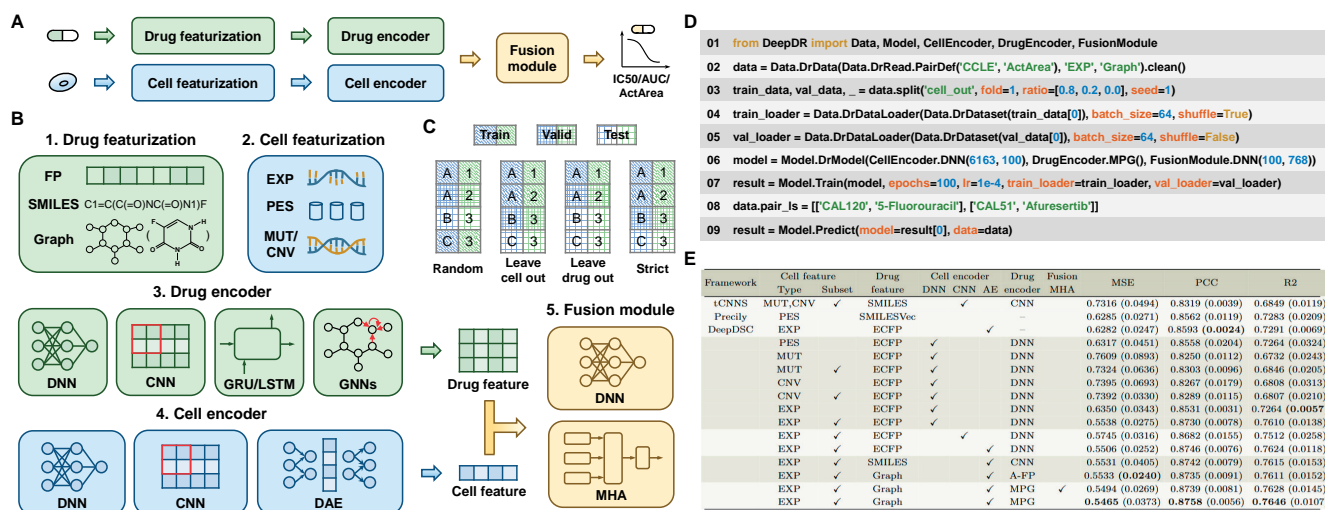 A
Drug featurization
Drug encoder
Cell featurization
Cell encoder
Fusion
module
IC50/AUC/
ActArea
B
1. Drug featurization
FP
SMILES C1=C(C(=O)NC(=O)N1)F
Graph
F
H
N
O
N
H
O
2. Cell featurization
EXP
PES
MUT/
CNV
C
Train Valid Test
A 1 A 1 A 1 A 1
A 2 A 2 A 2 A 2
B 3 B 3 B 3 B 3
C 3 C 3 C 3 C 3
Random
Leave
cell out
Leave
drug out
Strict
3. Drug encoder
DNN
CNN
GRU/LSTM
GNNs
4. Cell encoder
DNN
CNN
DAE
Drug feature
Cell feature
5. Fusion module
DNN
MHA
D
01 from DeepDR import Data, Model, CellEncoder, DrugEncoder, FusionModule
02 data = Data.DrData(Data.DrRead.PairDef('CCLE', 'ActArea'), 'EXP', 'Graph').clean()
03 train_data, val_data, _ = data.split('cell_out', fold=1, ratio=[0.8, 0.2, 0.0], seed=1)
04 train_loader = Data.DrDataLoader(Data.DrDataset(train_data[0]), batch_size=64, shuffle=True)
05 val_loader = Data.DrDataLoader(Data.DrDataset(val_data[0]), batch_size=64, shuffle=False)
06 model = Model.DrModel(CellEncoder.DNN(6163, 100), DrugEncoder.MPG(), FusionModule.DNN(100, 768))
07 result = Model.Train(model, epochs=100, lr=1e-4, train_loader=train_loader, val_loader=val_loader)
08 data.pair_ls = [['CAL120', '5-Fluorouracil'], ['CAL51', 'Afuresertib']]
09 result = Model.Predict(model=result[0], data=data)
E
Framework Cell feature Drug Cell encoder Drug Fusion MSE PCC R2
Type Subset feature DNN CNN AE encoder MHA
tCNNS MUT,CNV ✓ SMILES ✓ CNN 0.7316 (0.0494) 0.8319 (0.0039) 0.6849 (0.0119)
Precily PES SMILESVec – 0.6285 (0.0271) 0.8562 (0.0119) 0.7283 (0.0209)
DeepDSC EXP ECFP ✓ – 0.6282 (0.0247) 0.8593 (0.0024) 0.7291 (0.0069)
PES ECFP ✓ DNN 0.6317 (0.0451) 0.8558 (0.0204) 0.7264 (0.0324)
MUT ECFP ✓ DNN 0.7609 (0.0893) 0.8250 (0.0112) 0.6732 (0.0243)
MUT ✓ ECFP ✓ DNN 0.7324 (0.0636) 0.8303 (0.0096) 0.6846 (0.0205)
CNV ECFP ✓ DNN 0.7395 (0.0693) 0.8267 (0.0179) 0.6808 (0.0313)
CNV ✓ ECFP ✓ DNN 0.7392 (0.0330) 0.8289 (0.0115) 0.6807 (0.0210)
EXP ECFP ✓ DNN 0.6350 (0.0343) 0.8531 (0.0031) 0.7264 (0.0057
EXP ✓ ECFP ✓ DNN 0.5538 (0.0275) 0.8730 (0.0078) 0.7610 (0.0138)
EXP ✓ ECFP ✓ DNN 0.5745 (0.0316) 0.8682 (0.0155) 0.7512 (0.0258)
EXP ✓ ECFP ✓ DNN 0.5506 (0.0252) 0.8746 (0.0076) 0.7624 (0.0118)
EXP ✓ SMILES ✓ CNN 0.5531 (0.0405) 0.8742 (0.0079) 0.7615 (0.0153)
EXP ✓ Graph ✓ A-FP 0.5533 (0.0240) 0.8735 (0.0091) 0.7611 (0.0152)
EXP ✓ Graph ✓ MPG ✓ 0.5494 (0.0269) 0.8739 (0.0081) 0.7628 (0.0145)
EXP ✓ Graph ✓ MPG 0.5465 (0.0373) 0.8758 (0.0056) 0.7646 (0.0107